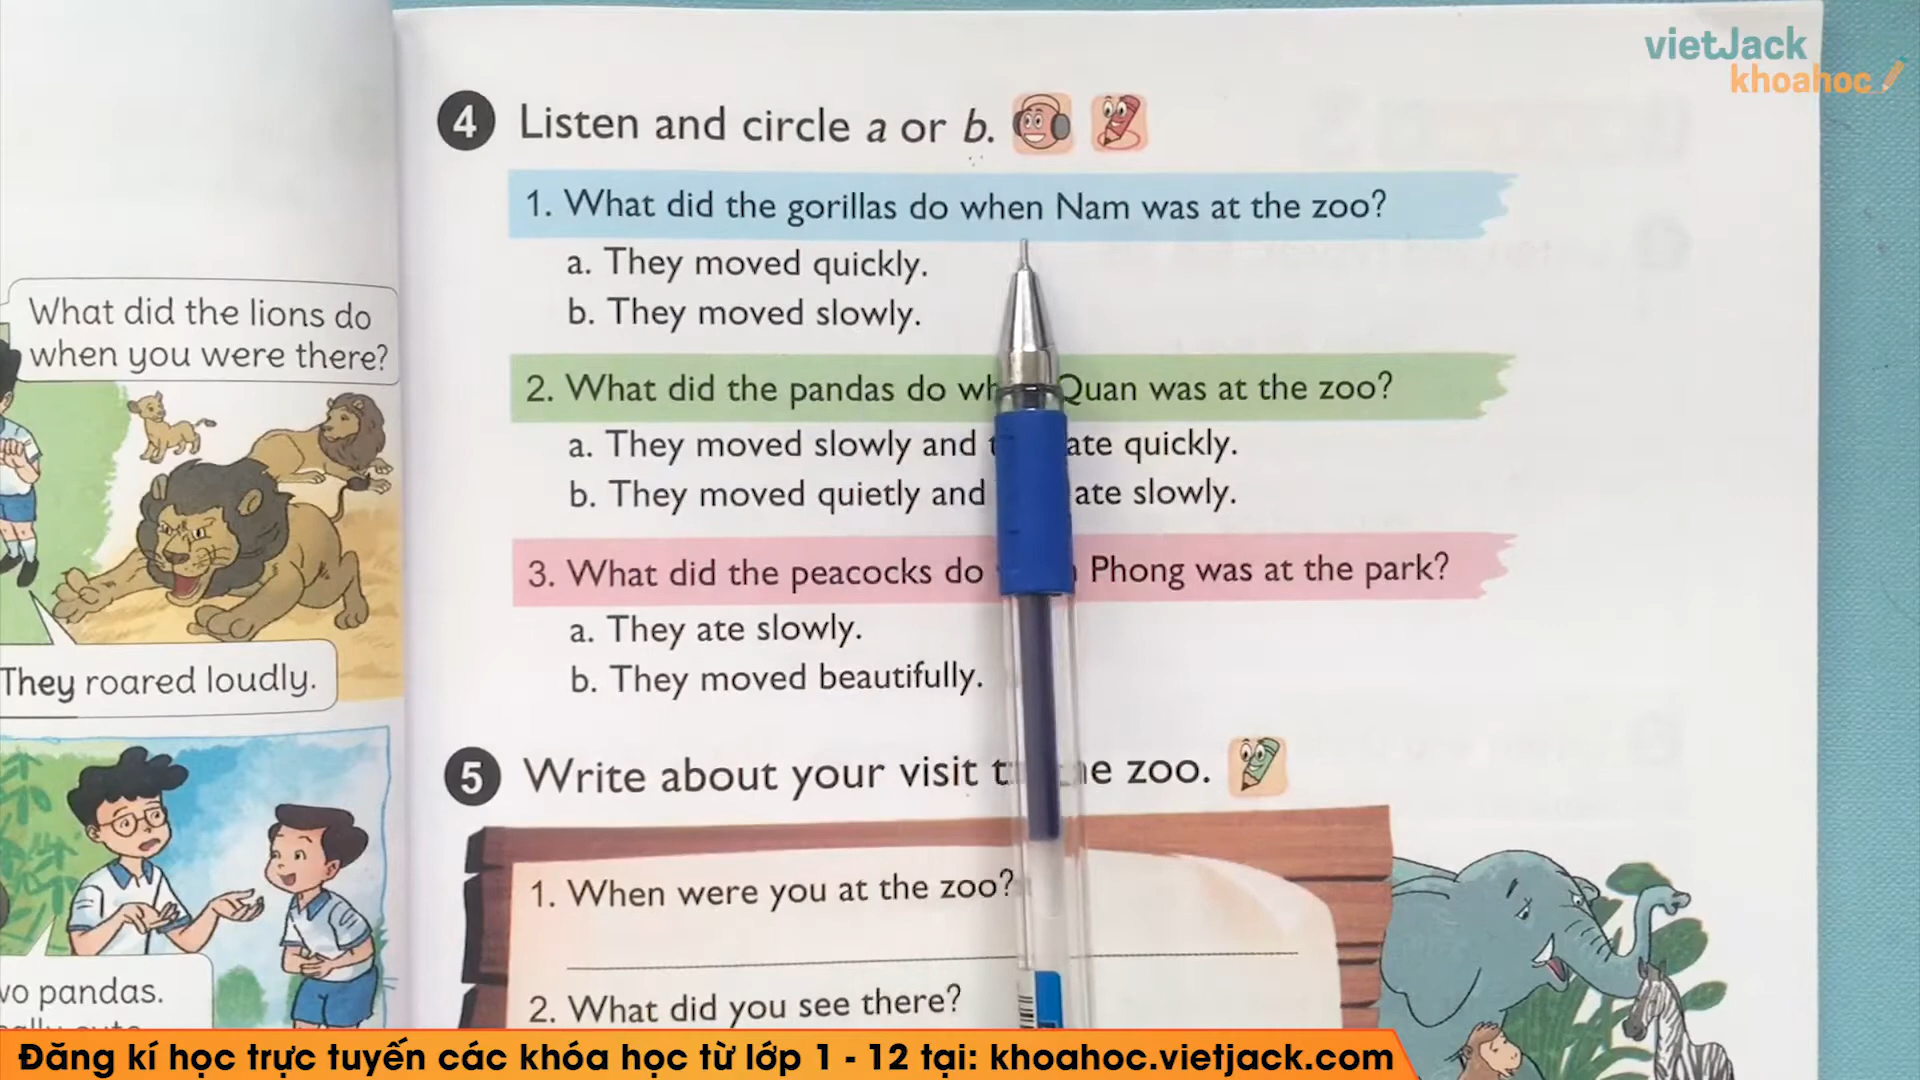 vietJack
khoahoc
What did the lions do
when you were there?
They roared loudly.
pandas.
4 Listen and circle a or b.
1. What did the gorillas do when Nam was at the zoo?
a. They moved quickly.
b. They moved slowly.
2. What did the pandas do Quan was at the zoo?
a. They moved slowly and ate quickly.
b. They moved quietly and ate slowly.
3. What did the peacocks do Phong was at the park?
a. They ate slowly.
b. They moved beautifully.
5 Write about your visit zoo.
1. When were you at the zoo?
2. What did you see there?
Đăng kí học trực tuyến các khóa học từ lớp 1 - 12 tại: khoahoc.vietjack.com